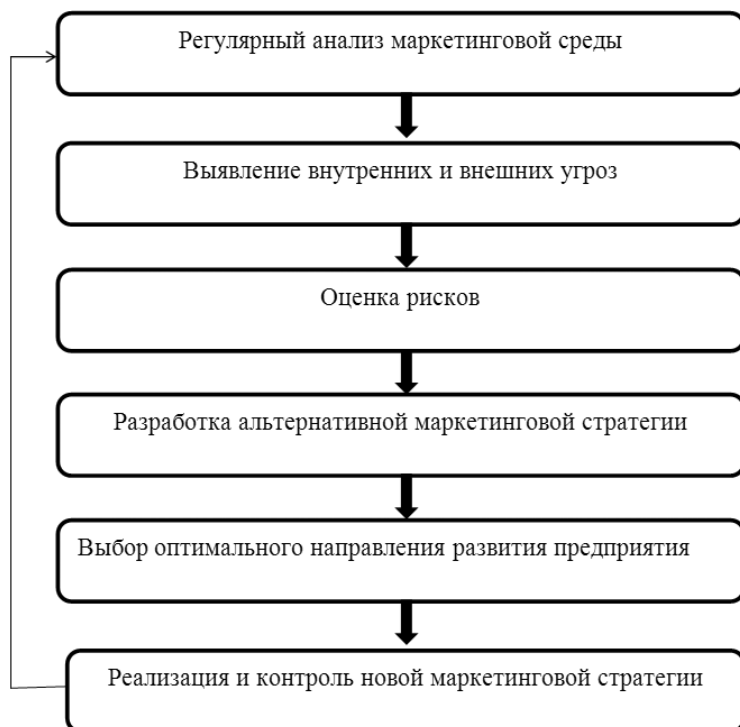 Регулярный анализ маркетинговой среды
Выявление внутренних и внешних угроз
Оценка рисков
Разработка альтернативной маркетинговой стратегии
Выбор оптимального направления развития предприятия
Реализация и контроль новой маркетинговой стратегии